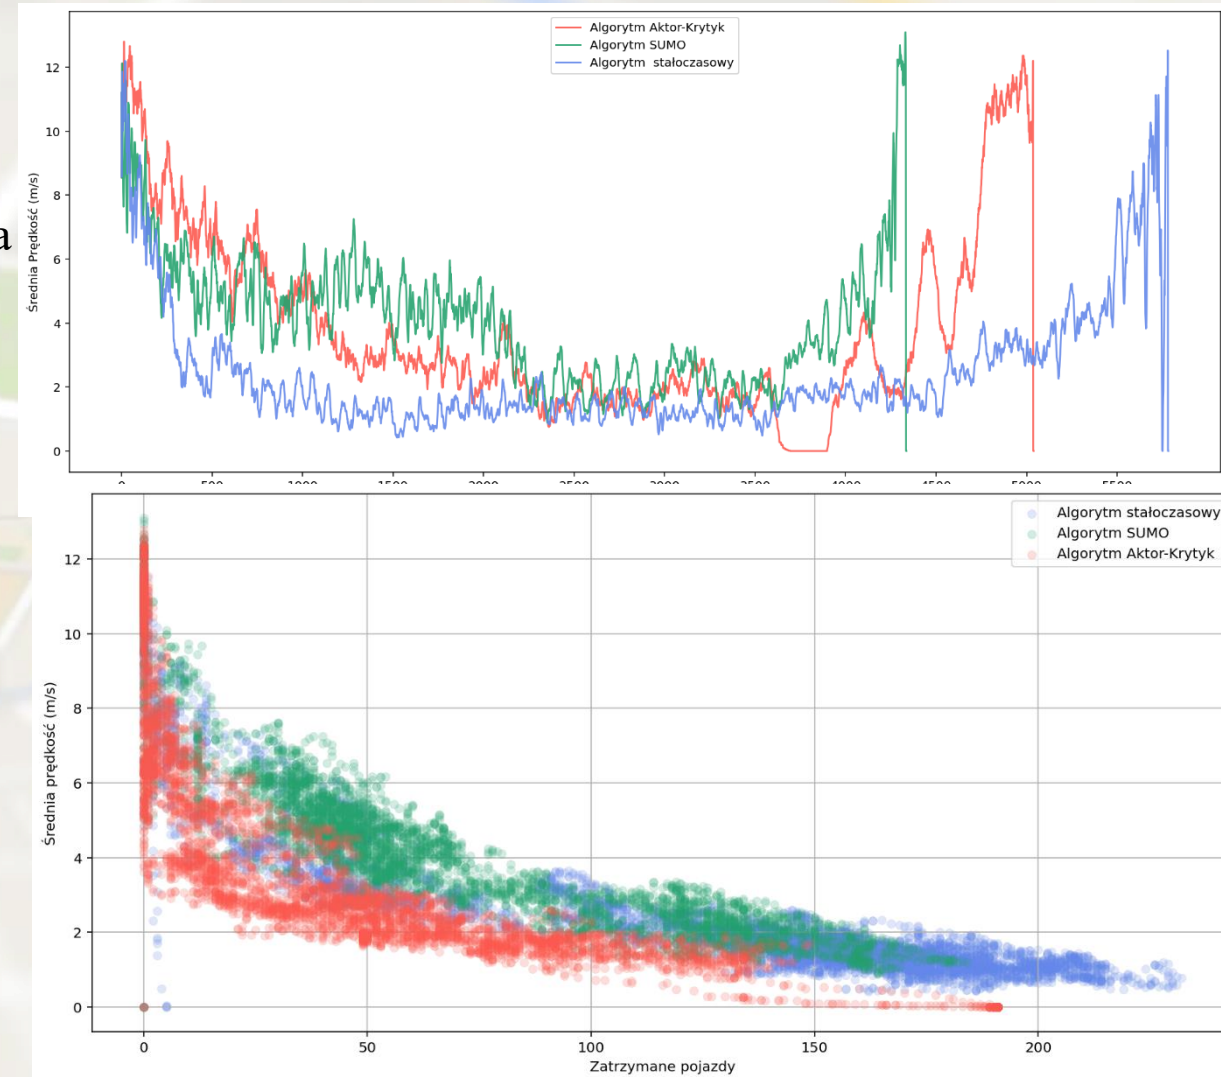 Algorytm Aktor-Krytyk
Algorytm SUMO
Algorytm stałoczasowy
12
10
8
6
4
2
0
Średnia Prędkość (m/s)
a
0 500 1000 1500 2000 2500 3000 3500 4000 4500 5000 5500
Algorytm stałoczasowy
Algorytm SUMO
Algorytm Aktor-Krytyk
12
10
8
6
4
2
0
Średnia prędkość (m/s)
0 50 100 150 200
Zatrzymane pojazdy